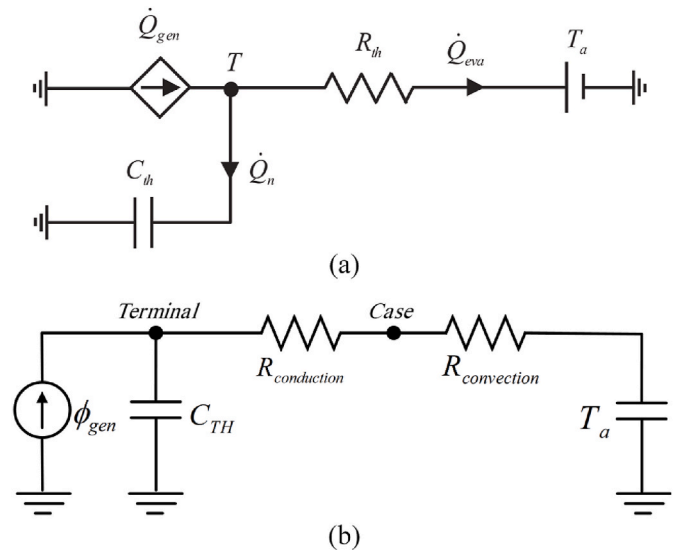 Q̇gen
T
Rth
Q̇eva
Ta
Cth
Q̇n
(a)
Terminal
Case
Rconduction
Rconvection
ϕgen
CTH
Ta
(b)